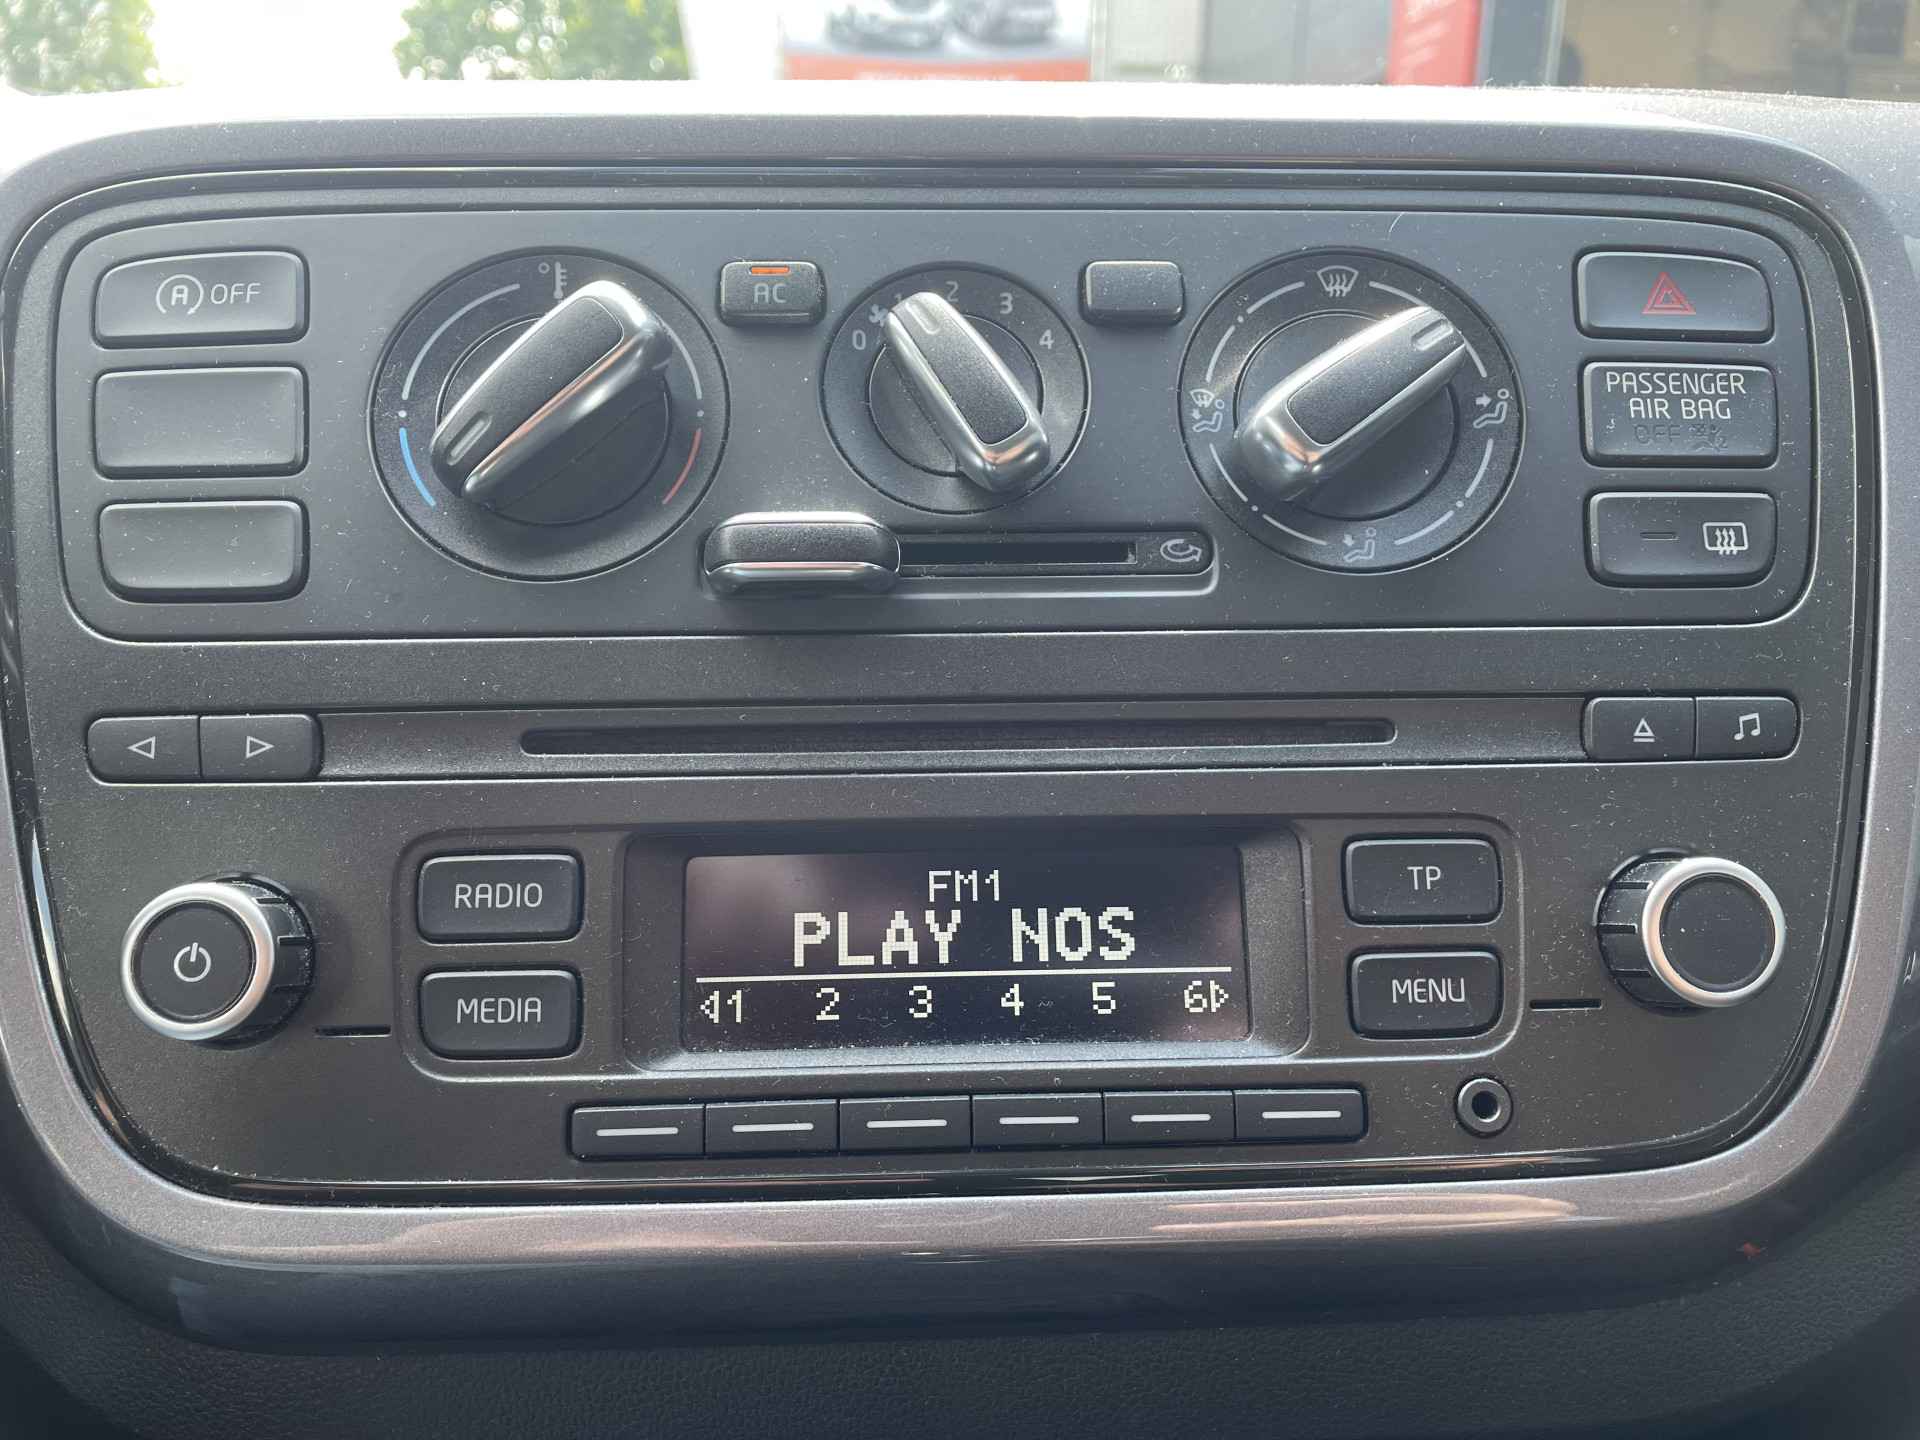 A OFF
AC
0 1 2 3 4
PASSENGER
AIR BAG
OFF
RADIO
MEDIA
FM1
PLAY NOS
1 2 3 4 5 6
TP
MENU